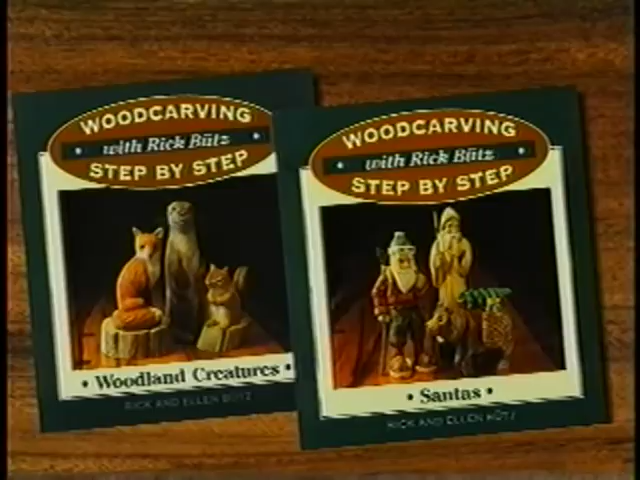 WOODCARVING
with Rick Bütz
STEP BY STEP
• Woodland Creatures •
RICK AND ELLEN BÜTZ
WOODCARVING
with Rick Bütz
STEP BY STEP
• Santas •
RICK AND ELLEN BÜTZ